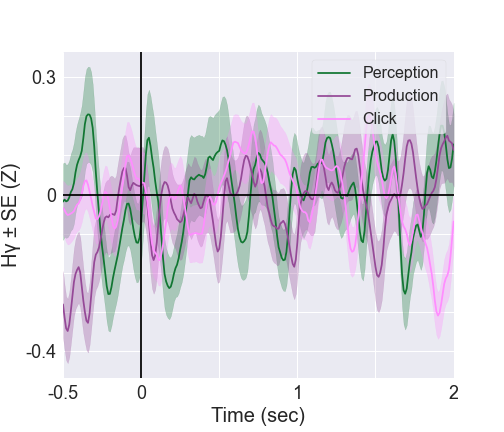 Perception
Production
Click
0.3
0
-0.4
Hγ ± SE (Z)
-0.5 0 1 2
Time (sec)